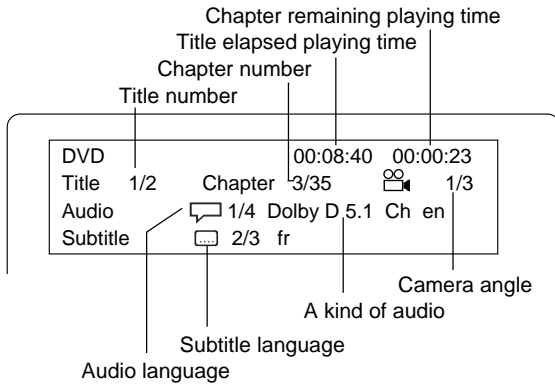 Chapter remaining playing time
Title elapsed playing time
Chapter number
Title number
DVD 00:08:40 00:00:23
Title 1/2 Chapter 3/35 1/3
Audio 1/4 Dolby D 5.1 Ch en
Subtitle .... 2/3 fr
Camera angle
A kind of audio
Subtitle language
Audio language